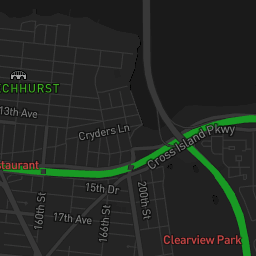 CHHURST
13th Ave
Cryders Ln
Cross Island Pkwy
staurant
15th Dr
160th St
200th St
17th Ave
166th St
Clearview Park